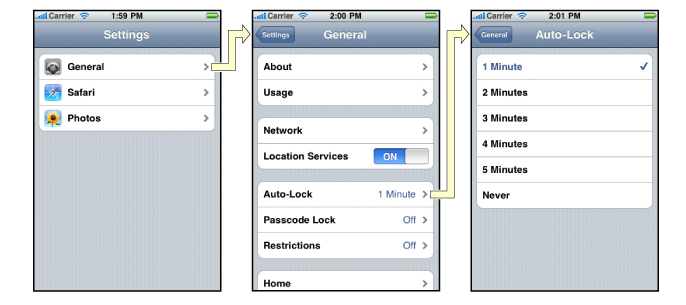 Carrier 1:59 PM
Settings
General
Safari
Photos
Carrier 2:00 PM
Settings General
About
Usage
Network
Location Services ON
Auto-Lock 1 Minute
Passcode Lock Off
Restrictions Off
Home
Carrier 2:01 PM
General Auto-Lock
1 Minute
2 Minutes
3 Minutes
4 Minutes
5 Minutes
Never